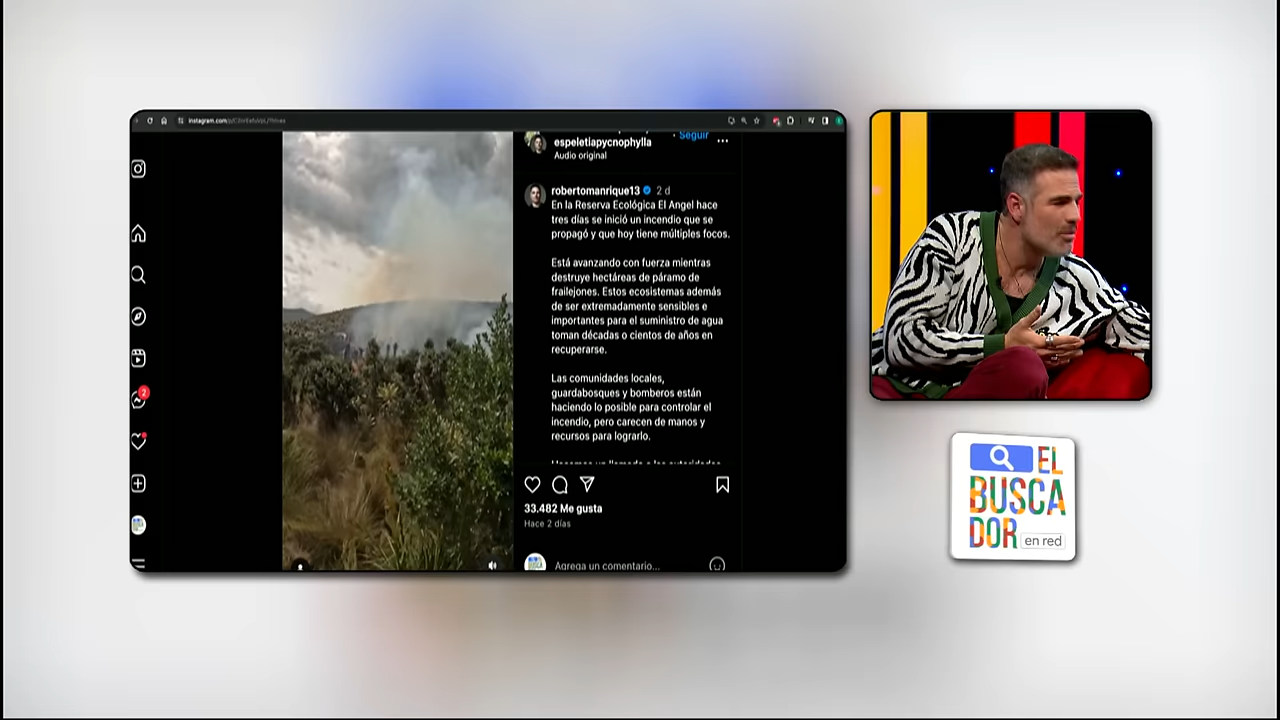 espeletiapycnophylla
Seguir
Audio original
robertomanrique13 2 d
En la Reserva Ecológica El Angel hace
tres días se inició un incendio que se
propagó y que hoy tiene múltiples focos.
Está avanzando con fuerza mientras
destruye hectáreas de páramo de
frailejones. Estos ecosistemas además
de ser extremadamente sensibles e
importantes para el suministro de agua
toman décadas o cientos de años en
recuperarse.
Las comunidades locales,
guardabosques y bomberos están
haciendo lo posible para controlar el
incendio, pero carecen de manos y
recursos para lograrlo.
33.482 Me gusta
Hace 2 días
Agrega un comentario...
2
EL
BUSCA
DOR
en red